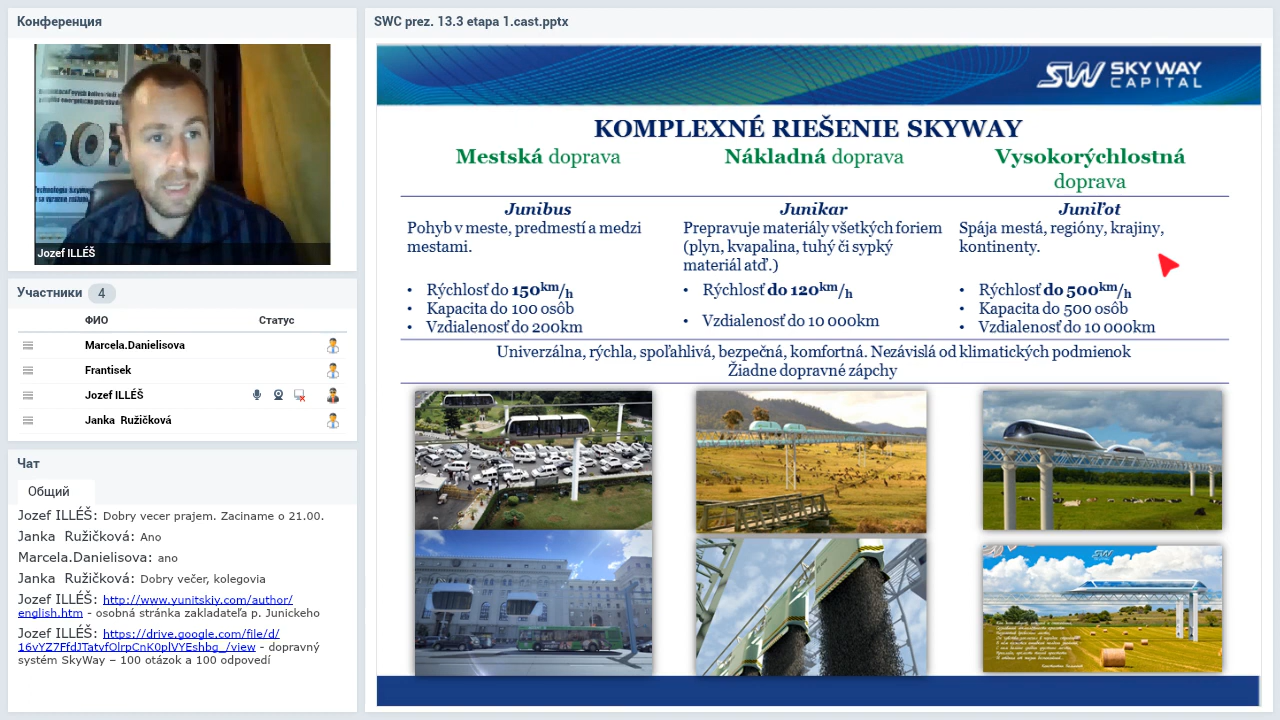 Конференция
Jozef ILLÉŠ
Участники 4
ФИО Статус
Marcela.Danielisova
Frantisek
Jozef ILLÉŠ
Janka Ružičková
Чат
Общий
Jozef ILLÉŠ: Dobry vecer prajem. Zaciname o 21.00.
Janka Ružičková: Ano
Marcela.Danielisova: ano
Janka Ružičková: Dobry večer, kolegovia
Jozef ILLÉŠ: http://www.yunitskiy.com/author/
english.htm - osobná stránka zakladateľa p. Junickeho
Jozef ILLÉŠ: https://drive.google.com/file/d/
16vYZ7FfdJTatvfOlrpCnK0plVYEshbg_/view - dopravný
systém SkyWay – 100 otázok a 100 odpovedí
SWC prez. 13.3 etapa 1.cast.pptx
SW SKY WAY
CAPITAL
KOMPLEXNÉ RIEŠENIE SKYWAY
Mestská doprava
Junibus
Pohyb v meste, predmestí a medzi
mestami.
• Rýchlosť do 150km/h
• Kapacita do 100 osôb
• Vzdialenosť do 200km
Nákladná doprava
Junikar
Prepravuje materiály všetkých foriem
(plyn, kvapalina, tuhý či sypký
materiál atď.)
• Rýchlosť do 120km/h
• Vzdialenosť do 10 000km
Vysokorýchlostná
doprava
Juniľot
Spája mestá, regióny, krajiny,
kontinenty.
• Rýchlosť do 500km/h
• Kapacita do 500 osôb
• Vzdialenosť do 10 000km
Univerzálna, rýchla, spoľahlivá, bezpečná, komfortná. Nezávislá od klimatických podmienok
Žiadne dopravné zápchy